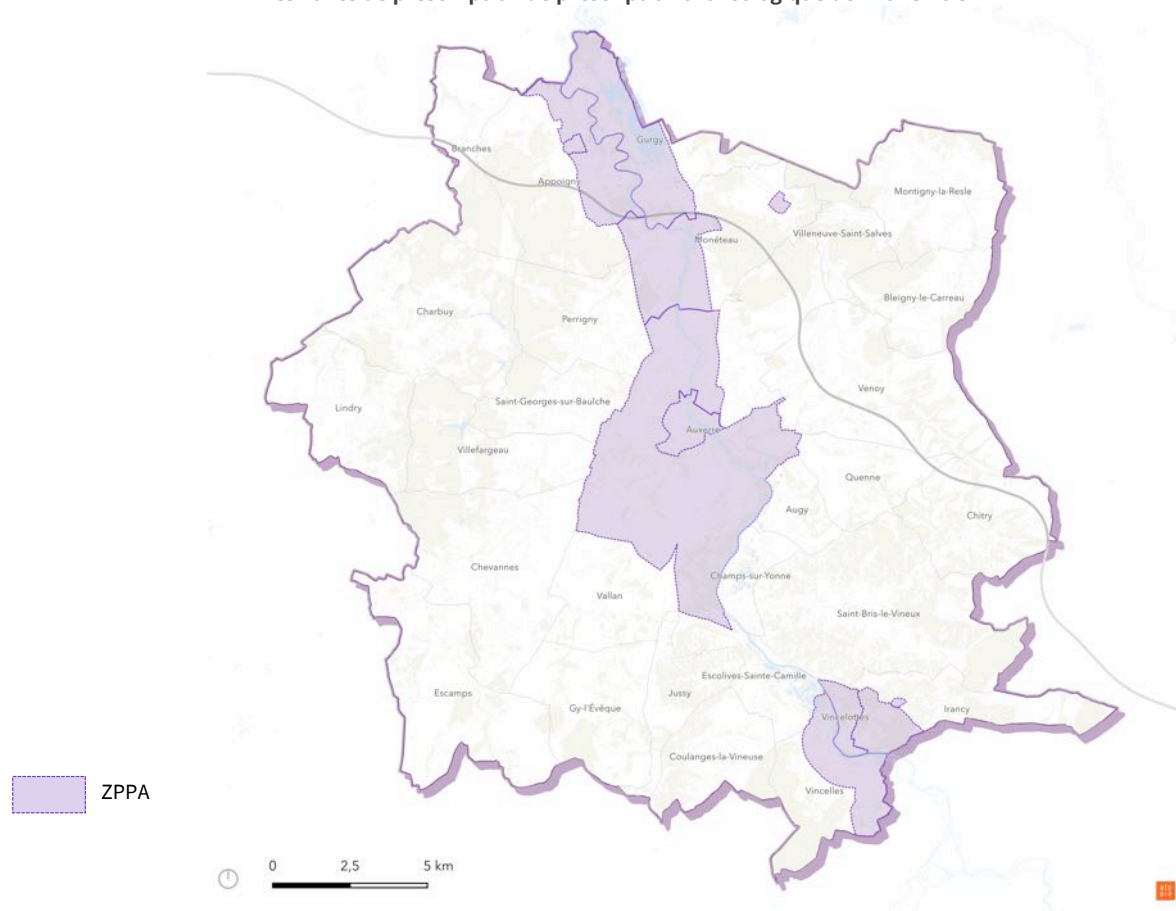 Gurgy
Branches
Appoigny
Montigny-la-Resle
Villeneuve-Saint-Salves
Monéteau
Bleigny-le-Carreau
Charbuy
Perrigny
Venoy
Saint-Georges-sur-Baulche
Lindry
Auxerre
Villefargeau
Quenne
Augy
Chitry
Chevannes
Champs-sur-Yonne
Vallan
Saint-Bris-le-Vineux
Escolives-Sainte-Camille
Escamps
Jussy
Gy-l'Évêque
Irancy
Vincelottes
Coulanges-la-Vineuse
Vincelles
ZPPA
0 2,5 5 km